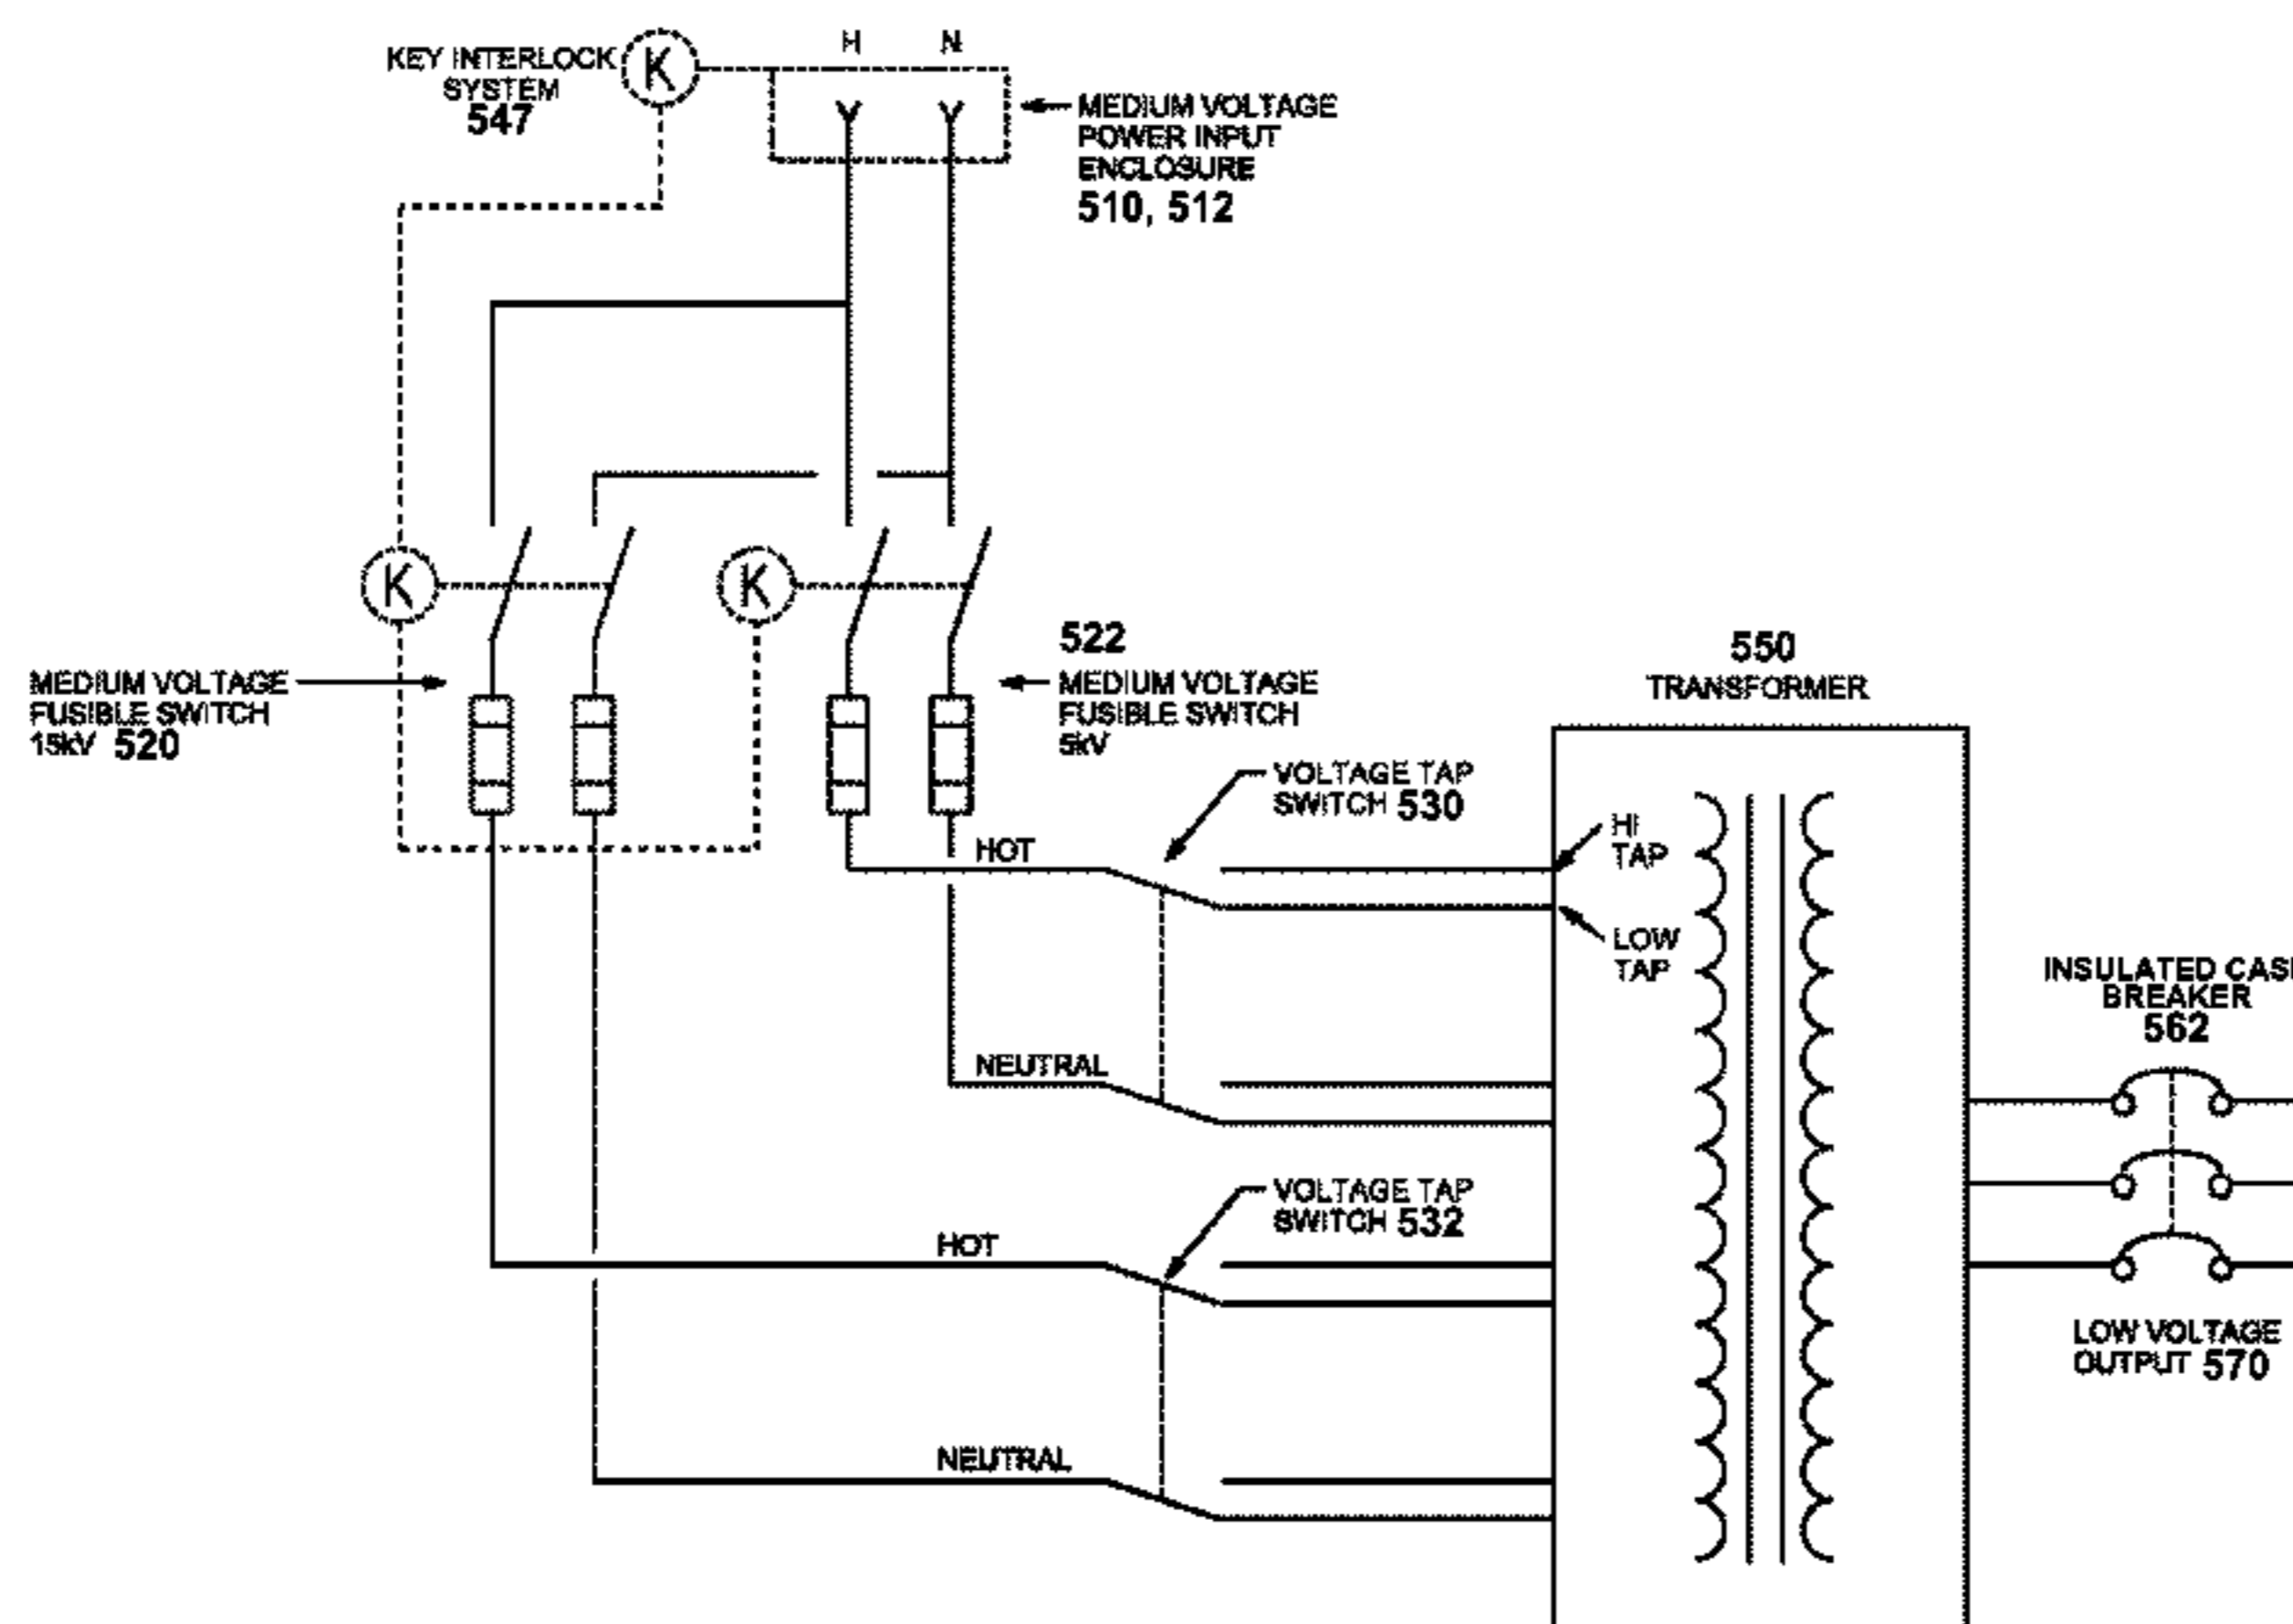 H N
KEY INTERLOCK
SYSTEM
547
K
MEDIUM VOLTAGE
POWER INPUT
ENCLOSURE
510, 512
K
K
522
MEDIUM VOLTAGE
FUSIBLE SWITCH
15kV 520
MEDIUM VOLTAGE
FUSIBLE SWITCH
5kV
550
TRANSFORMER
VOLTAGE TAP
SWITCH 530
HOT
HI
TAP
LOW
TAP
INSULATED CAS
BREAKER
562
NEUTRAL
VOLTAGE TAP
SWITCH 532
HOT
LOW VOLTAGE
OUTPUT 570
NEUTRAL